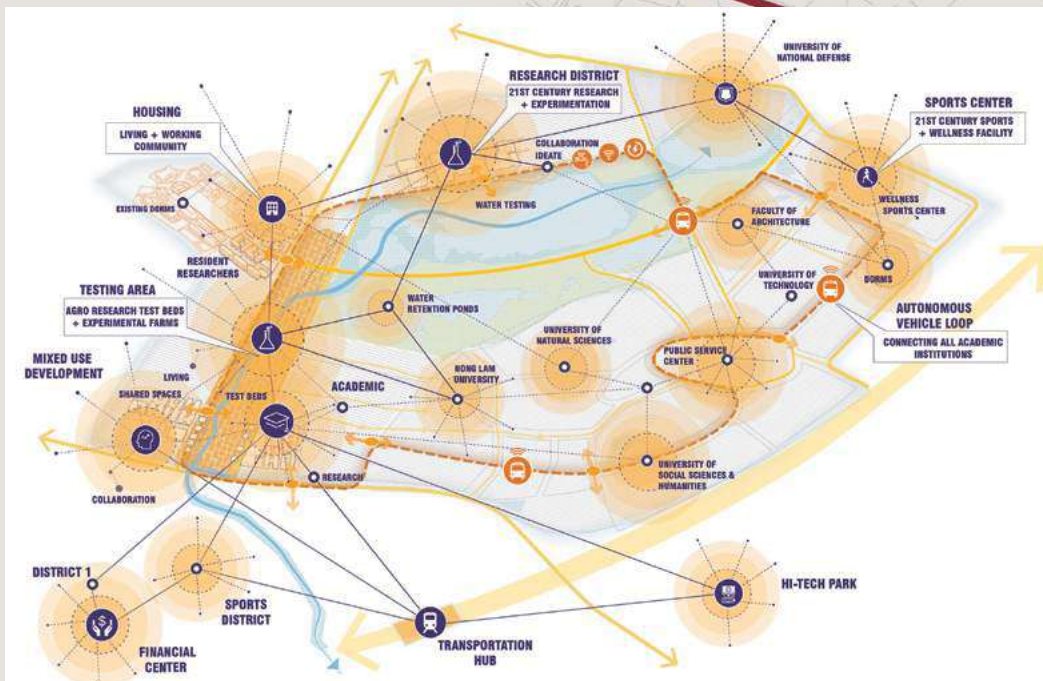 UNIVERSITY OF
NATIONAL DEFENSE
RESEARCH DISTRICT
21ST CENTURY RESEARCH
+ EXPERIMENTATION
HOUSING
LIVING + WORKING
COMMUNITY
SPORTS CENTER
21ST CENTURY SPORTS
+ WELLNESS FACILITY
COLLABORATION
IDEATE
EXISTING DORMS
WATER TESTING
WELLNESS
SPORTS CENTER
FACULTY OF
ARCHITECTURE
RESIDENT
RESEARCHERS
UNIVERSITY OF
TECHNOLOGY
DORMS
TESTING AREA
AGRO RESEARCH TEST BEDS
+ EXPERIMENTAL FARMS
WATER
RETENTION PONDS
AUTONOMOUS
VEHICLE LOOP
CONNECTING ALL ACADEMIC
INSTITUTIONS
UNIVERSITY OF
NATURAL SCIENCES
PUBLIC SERVICE
CENTER
MIXED USE
DEVELOPMENT
LIVING
SHARED SPACES
TEST BEDS
ACADEMIC
NONG LAM
UNIVERSITY
RESEARCH
UNIVERSITY OF
SOCIAL SCIENCES &
HUMANITIES
COLLABORATION
DISTRICT 1
$
FINANCIAL
CENTER
SPORTS
DISTRICT
TRANSPORTATION
HUB
HI-TECH PARK